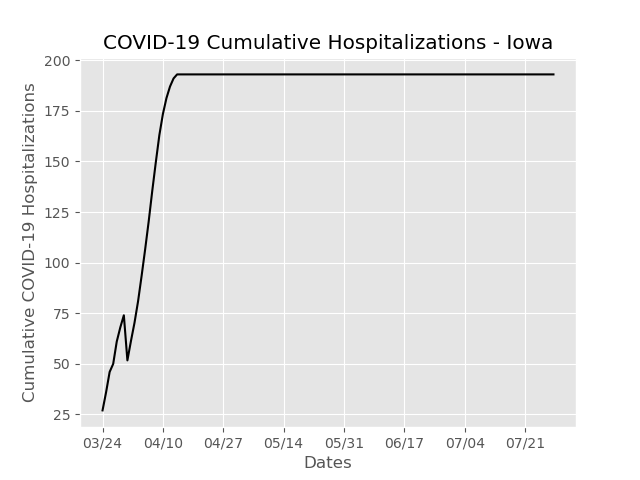 COVID-19 Cumulative Hospitalizations - Iowa
Cumulative COVID-19 Hospitalizations
200
175
150
125
100
75
50
25
03/24 04/10 04/27 05/14 05/31 06/17 07/04 07/21
Dates